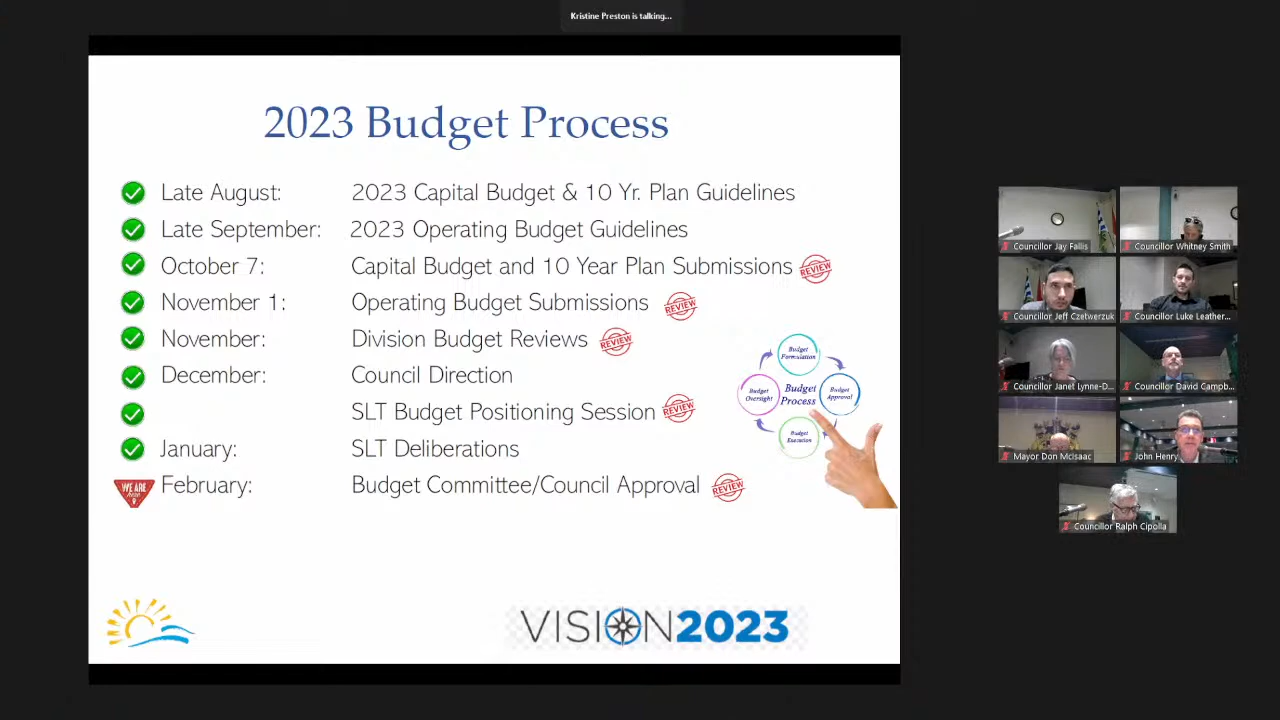 Kristine Preston is talking...
2023 Budget Process
Late August: 2023 Capital Budget & 10 Yr. Plan Guidelines
Late September: 2023 Operating Budget Guidelines
October 7: Capital Budget and 10 Year Plan Submissions REVIEW
November 1: Operating Budget Submissions REVIEW
November: Division Budget Reviews REVIEW
December: Council Direction
SLT Budget Positioning Session REVIEW
January: SLT Deliberations
WE ARE
February: Budget Committee/Council Approval REVIEW
Budget
Formulation
Budget
Oversight
Budget
Process
Budget
Approval
Budget
Execution
VISION2023
Councillor Jay Fallis
Councillor Whitney Smith
Councillor Jeff Czetwerzuk
Councillor Luke Leather...
Councillor Janet Lynne-D...
Councillor David Campb...
Mayor Don McIsaac
John Henry
Councillor Ralph Cipolla